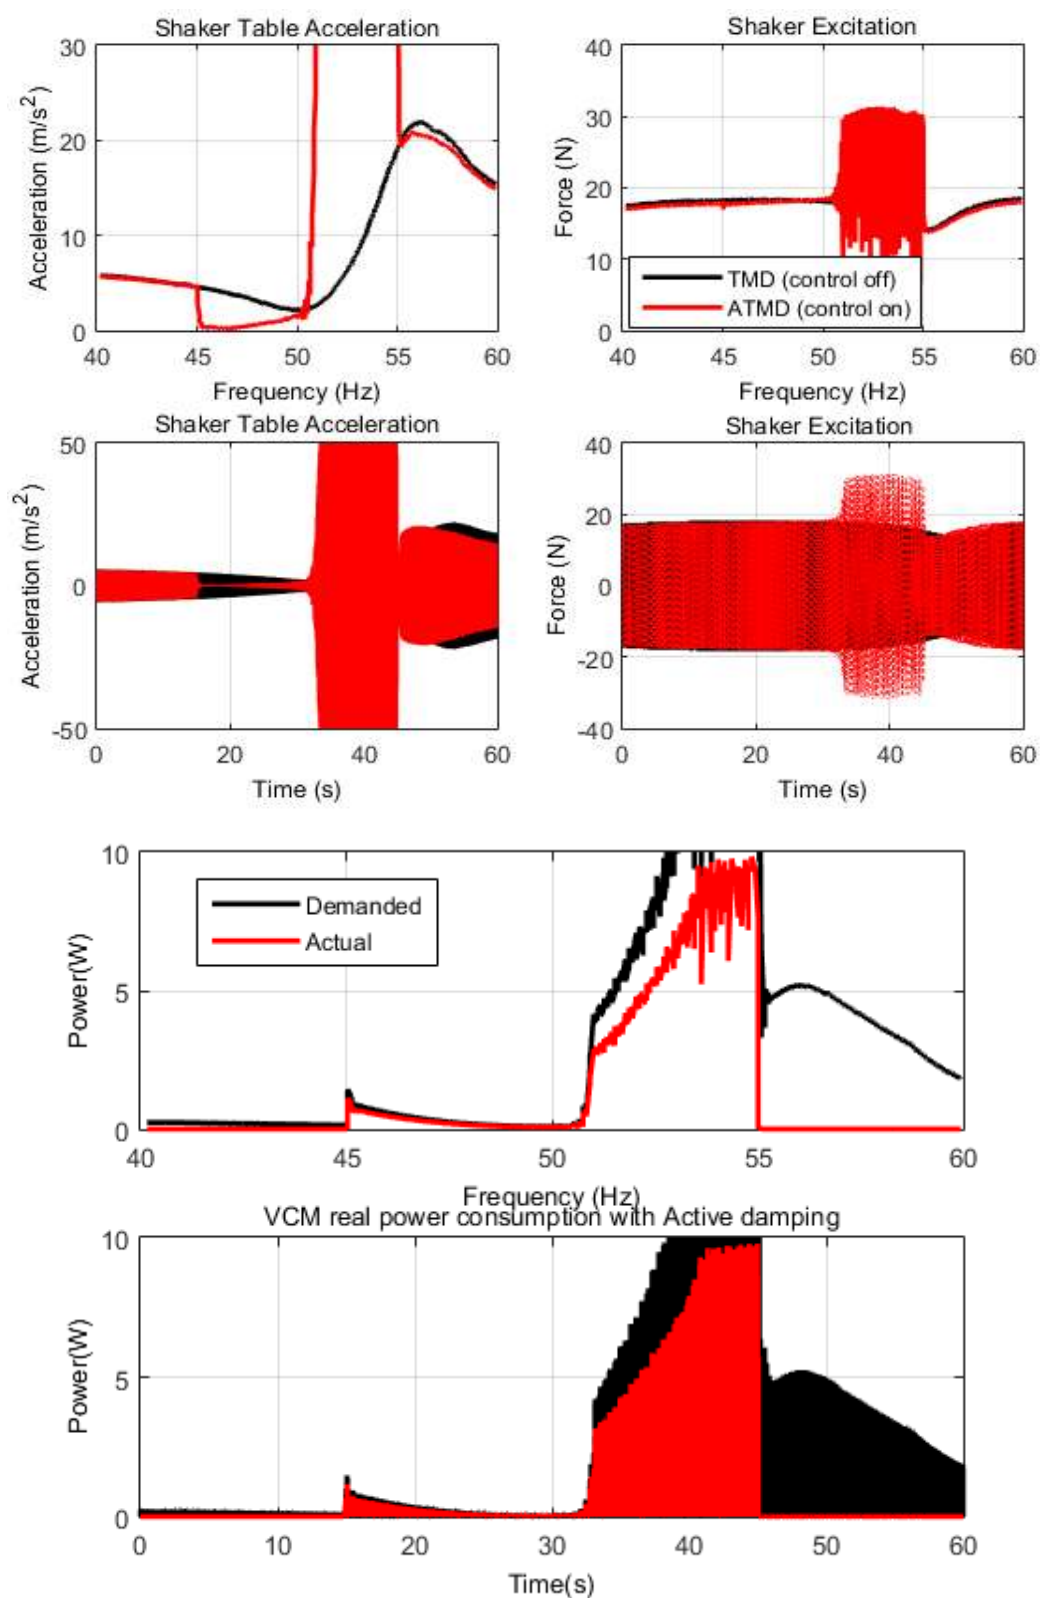 Shaker Table Acceleration
30
20
10
0
Acceleration (m/s²)
40 45 50 55 60
Frequency (Hz)
Shaker Excitation
40
30
20
10
0
Force (N)
TMD (control off)
ATMD (control on)
40 45 50 55 60
Frequency (Hz)
Shaker Table Acceleration
50
0
-50
Acceleration (m/s²)
0 20 40 60
Time (s)
Shaker Excitation
40
20
0
-20
-40
Force (N)
0 20 40 60
Time (s)
10
5
0
Power(W)
Demanded
Actual
40 45 50 55 60
Frequency (Hz)
VCM real power consumption with Active damping
10
5
0
Power(W)
0 10 20 30 40 50 60
Time(s)